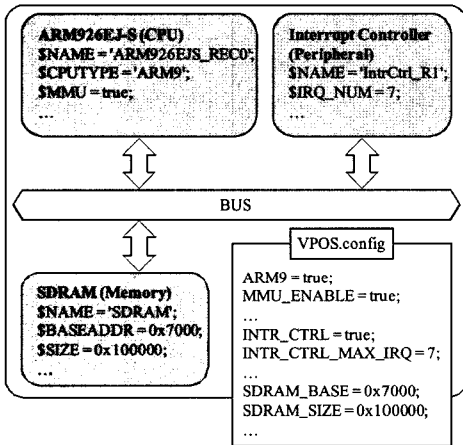 ARM926EJ-S (CPU)
$NAME = 'ARM926EJS_REC0';
$CPUTYPE = 'ARM9';
$MMU = true;
...
Interrupt Controller
(Peripheral)
$NAME = 'IntrCtrl_R1';
$IRQ_NUM = 7;
...
BUS
SDRAM (Memory)
$NAME = 'SDRAM';
$BASEADDR = 0x7000;
$SIZE = 0x100000;
...
VPOS.config
ARM9 = true;
MMU_ENABLE = true;
...
INTR_CTRL = true;
INTR_CTRL_MAX_IRQ = 7;
...
SDRAM_BASE = 0x7000;
SDRAM_SIZE = 0x100000;
...